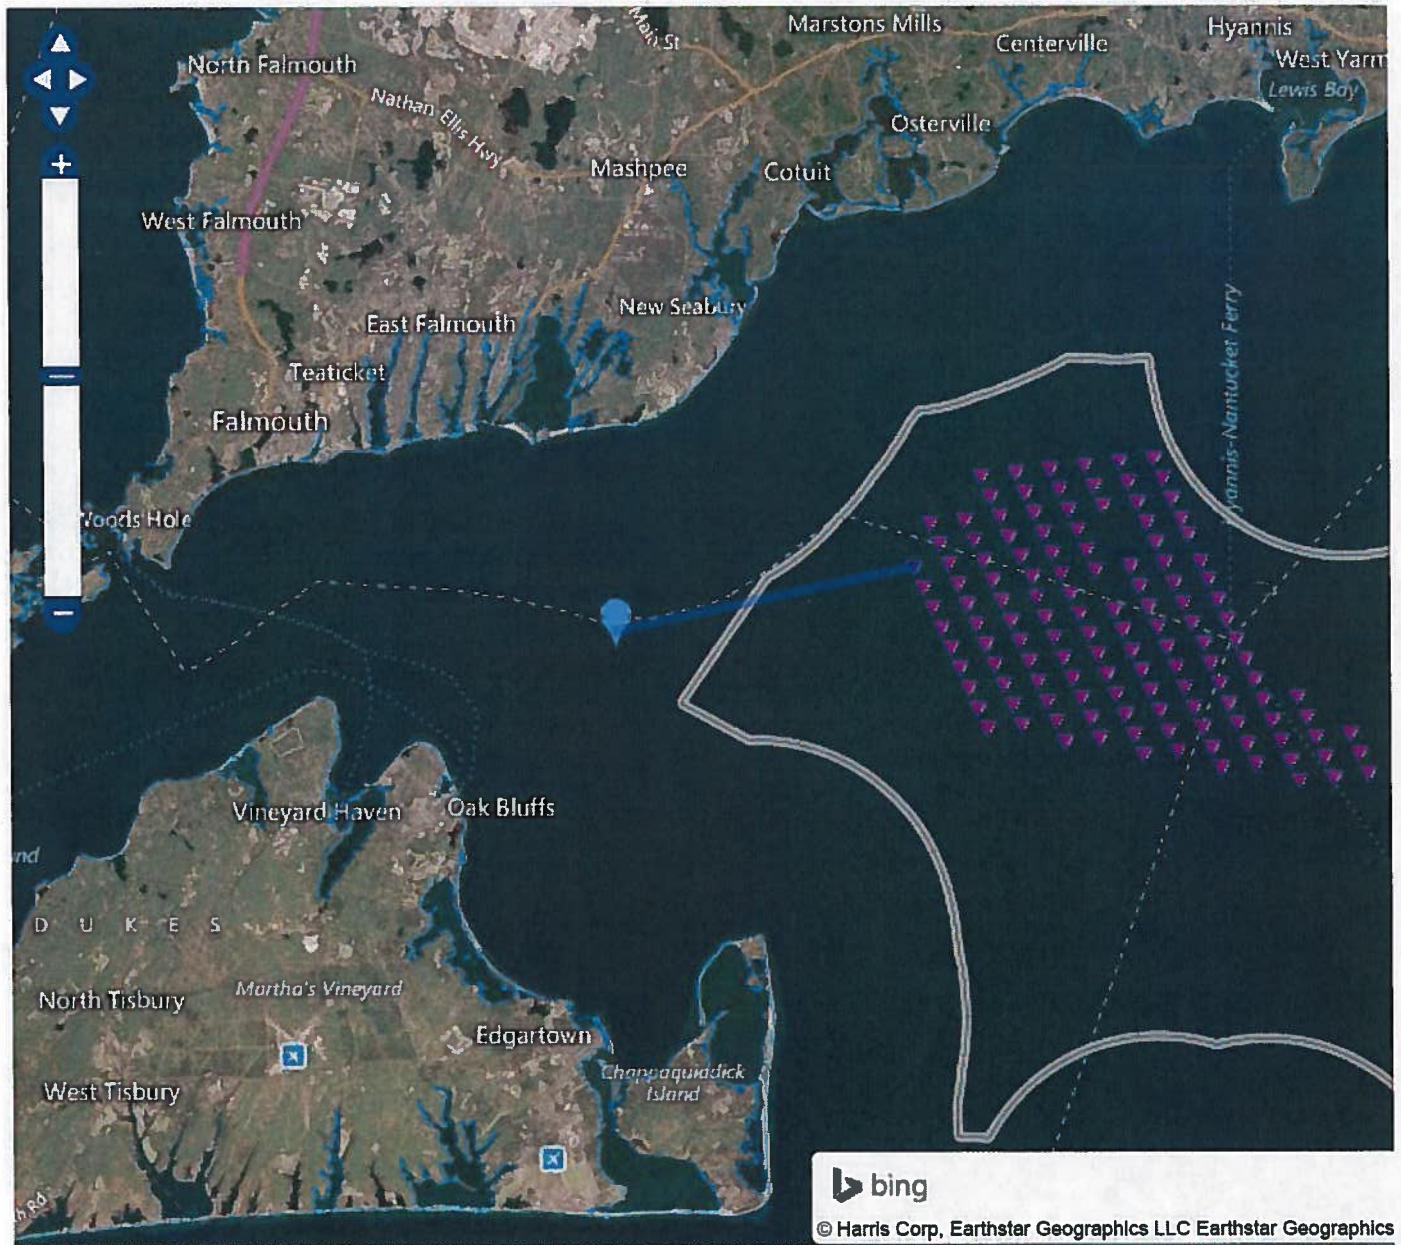 Main St
Marstons Mills
Hyannis
Centerville
West Yarm
North Falmouth
Lewis Bay
Nathan Ellis Hwy
Osterville
Mashpee
Cotuit
West Falmouth
New Seabury
East Falmouth
Hyannis-Nantucket Ferry
Teaticket
Falmouth
Woods Hole
Vineyard Haven
Oak Bluffs
nd
D U K E S
Martha's Vineyard
North Tisbury
Edgartown
Chappaquiddick
Island
West Tisbury
h Rd
bing
© Harris Corp, Earthstar Geographics LLC Earthstar Geographics